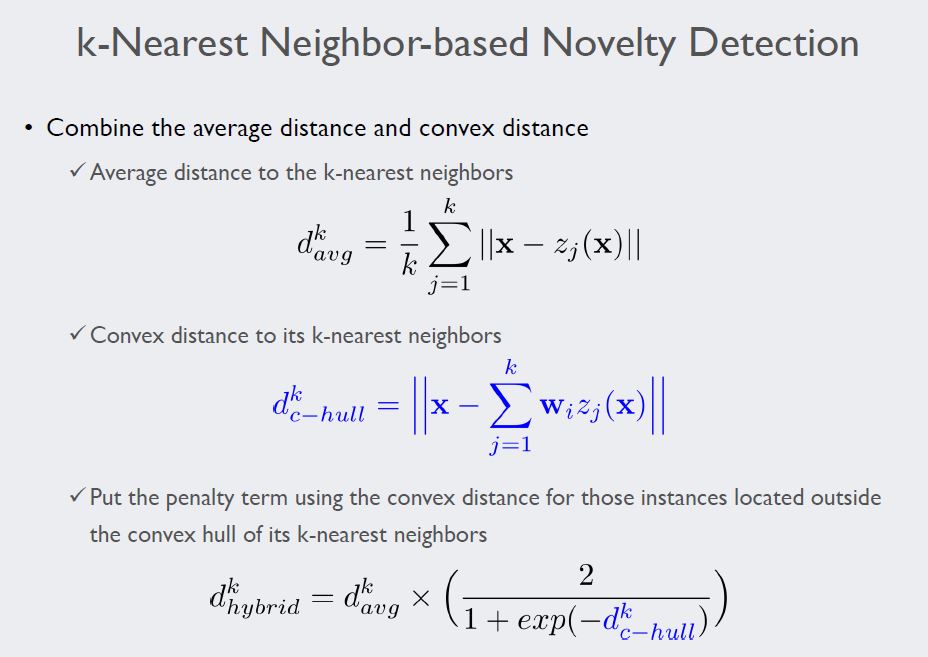 k-Nearest Neighbor-based Novelty Detection
• Combine the average distance and convex distance
✓ Average distance to the k-nearest neighbors
$d_{avg}^{k} = \frac{1}{k} \sum_{j=1}^{k} ||\mathbf{x} - z_j(\mathbf{x})||$
✓ Convex distance to its k-nearest neighbors
$d_{c-hull}^{k} = \left|\left| \mathbf{x} - \sum_{j=1}^{k} \mathbf{w}_i z_j(\mathbf{x}) \right|\right|$
✓ Put the penalty term using the convex distance for those instances located outside
the convex hull of its k-nearest neighbors
$d_{hybrid}^{k} = d_{avg}^{k} \times \left( \frac{2}{1 + exp(-d_{c-hull}^{k})} \right)$